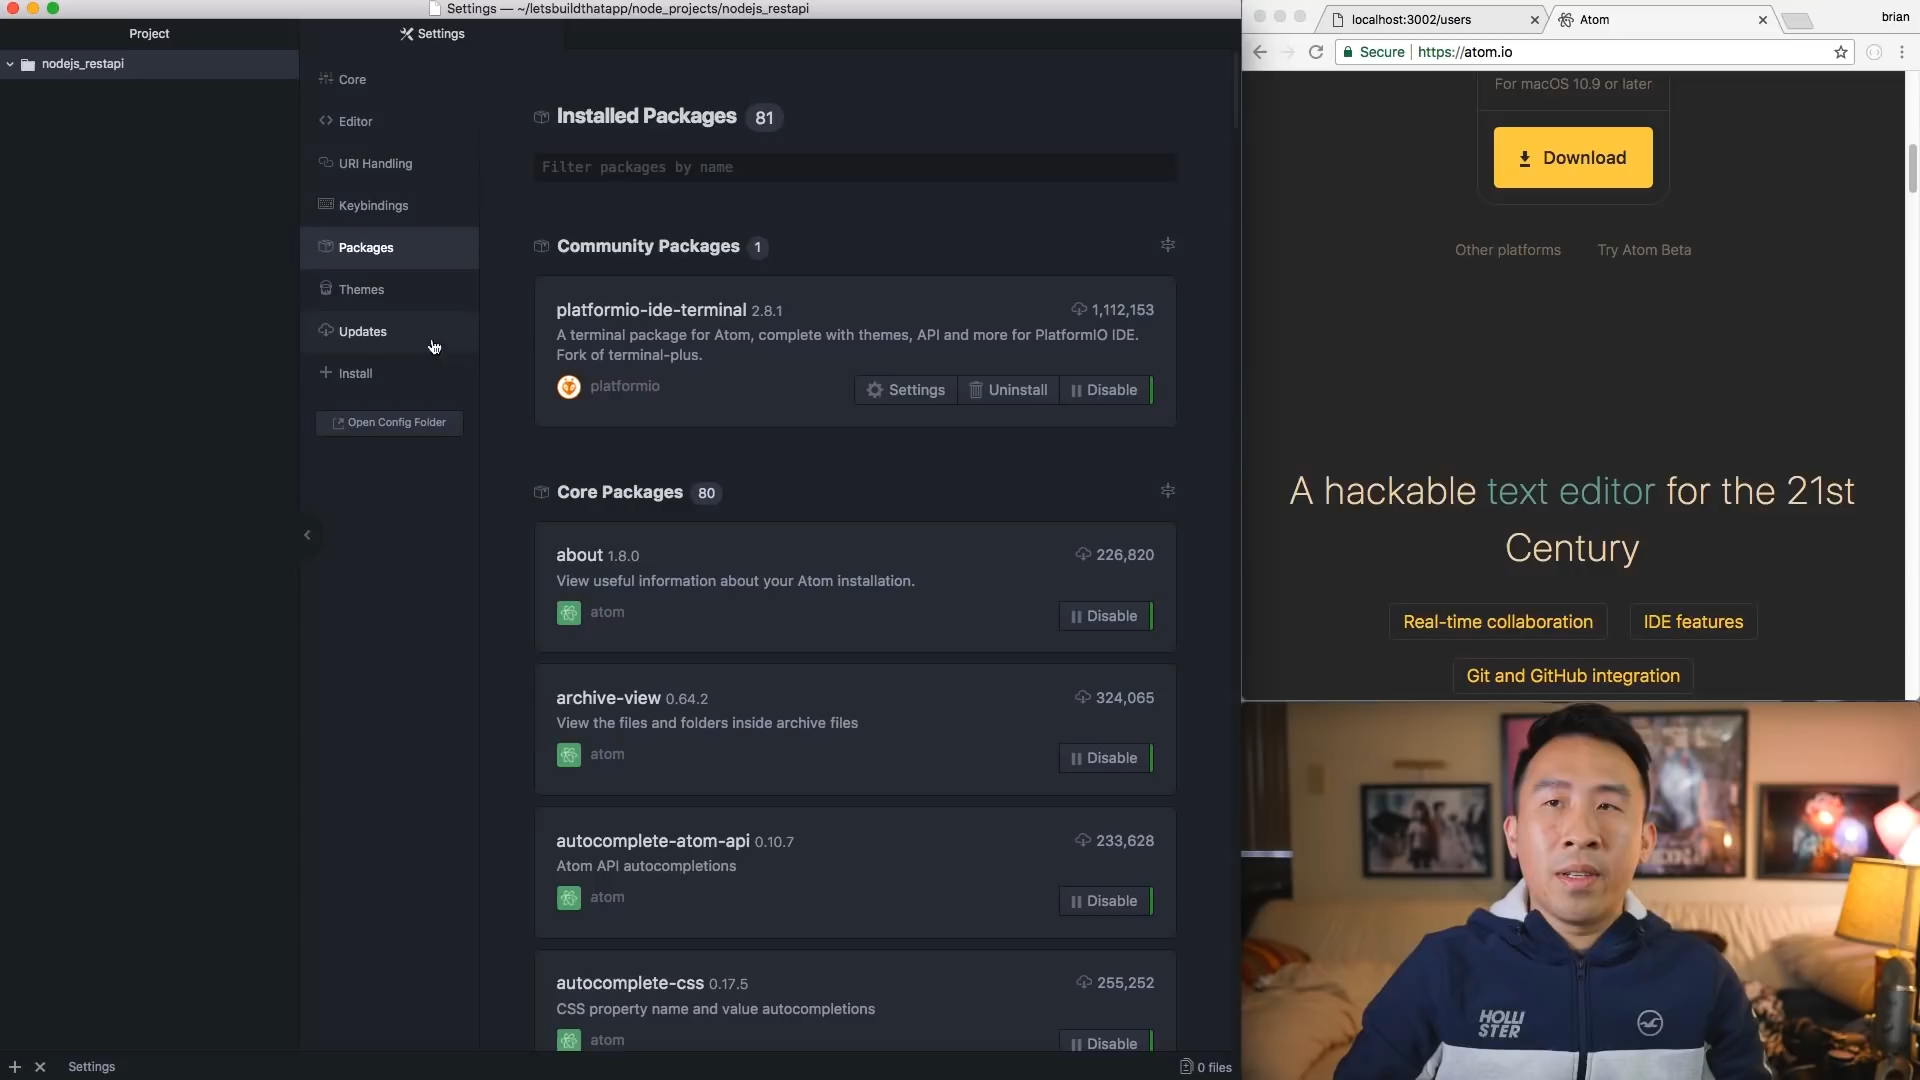 Settings — ~/letsbuildthatapp/node_projects/nodejs_restapi
Project
Settings
nodejs_restapi
Core
Editor
URI Handling
Keybindings
Packages
Themes
Updates
Install
Open Config Folder
Installed Packages 81
Filter packages by name
Community Packages 1
platformio-ide-terminal 2.8.1
1,112,153
A terminal package for Atom, complete with themes, API and more for PlatformIO IDE.
Fork of terminal-plus.
platformio
Settings
Uninstall
Disable
Core Packages 80
about 1.8.0
226,820
View useful information about your Atom installation.
atom
Disable
archive-view 0.64.2
324,065
View the files and folders inside archive files
atom
Disable
autocomplete-atom-api 0.10.7
233,628
Atom API autocompletions
atom
Disable
autocomplete-css 0.17.5
255,252
CSS property name and value autocompletions
atom
Disable
Settings
0 files
localhost:3002/users
Atom
brian
Secure
https://atom.io
For macOS 10.9 or later
Download
Other platforms
Try Atom Beta
A hackable text editor for the 21st
Century
Real-time collaboration
IDE features
Git and GitHub integration
HOLLI
STER